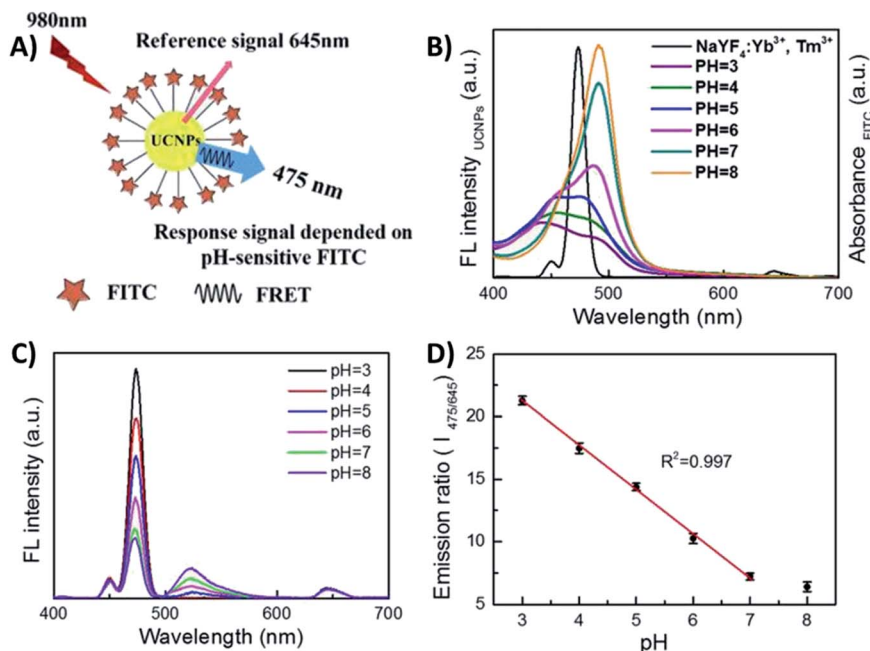 A)
980nm
Reference signal 645nm
UCNPs
FRET
475 nm
Response signal depended on
pH-sensitive FITC
FITC
FRET
B)
FL intensity UCNPs (a.u.)
NaYF4:Yb3+, Tm3+
PH=3
PH=4
PH=5
PH=6
PH=7
PH=8
Absorbance FITC (a.u.)
400 500 600 700
Wavelength (nm)
C)
FL intensity (a.u.)
pH=3
pH=4
pH=5
pH=6
pH=7
pH=8
400 500 600 700
Wavelength (nm)
D)
Emission ratio ( I 475/645)
25
20
15
10
5
R2=0.997
3 4 5 6 7 8
pH